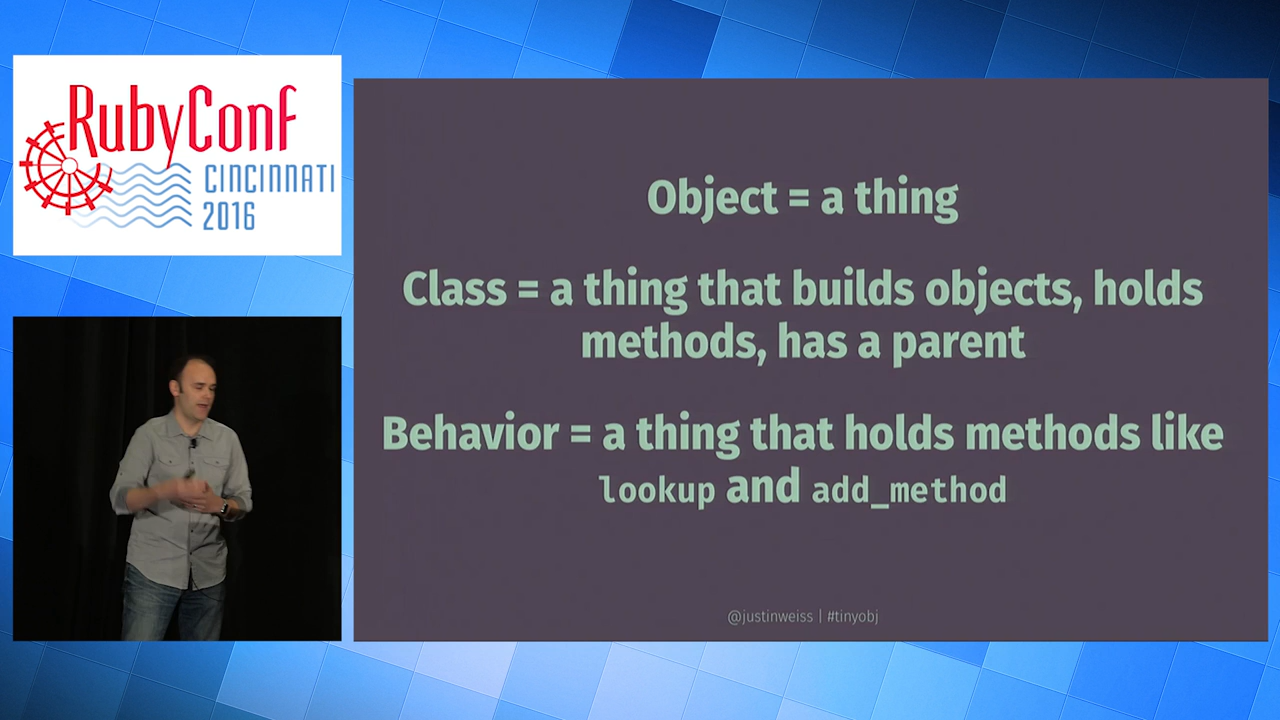 RubyConf
CINCINNATI
2016
Object = a thing
Class = a thing that builds objects, holds
methods, has a parent
Behavior = a thing that holds methods like
lookup and add_method
@justinweiss | #tinyobj